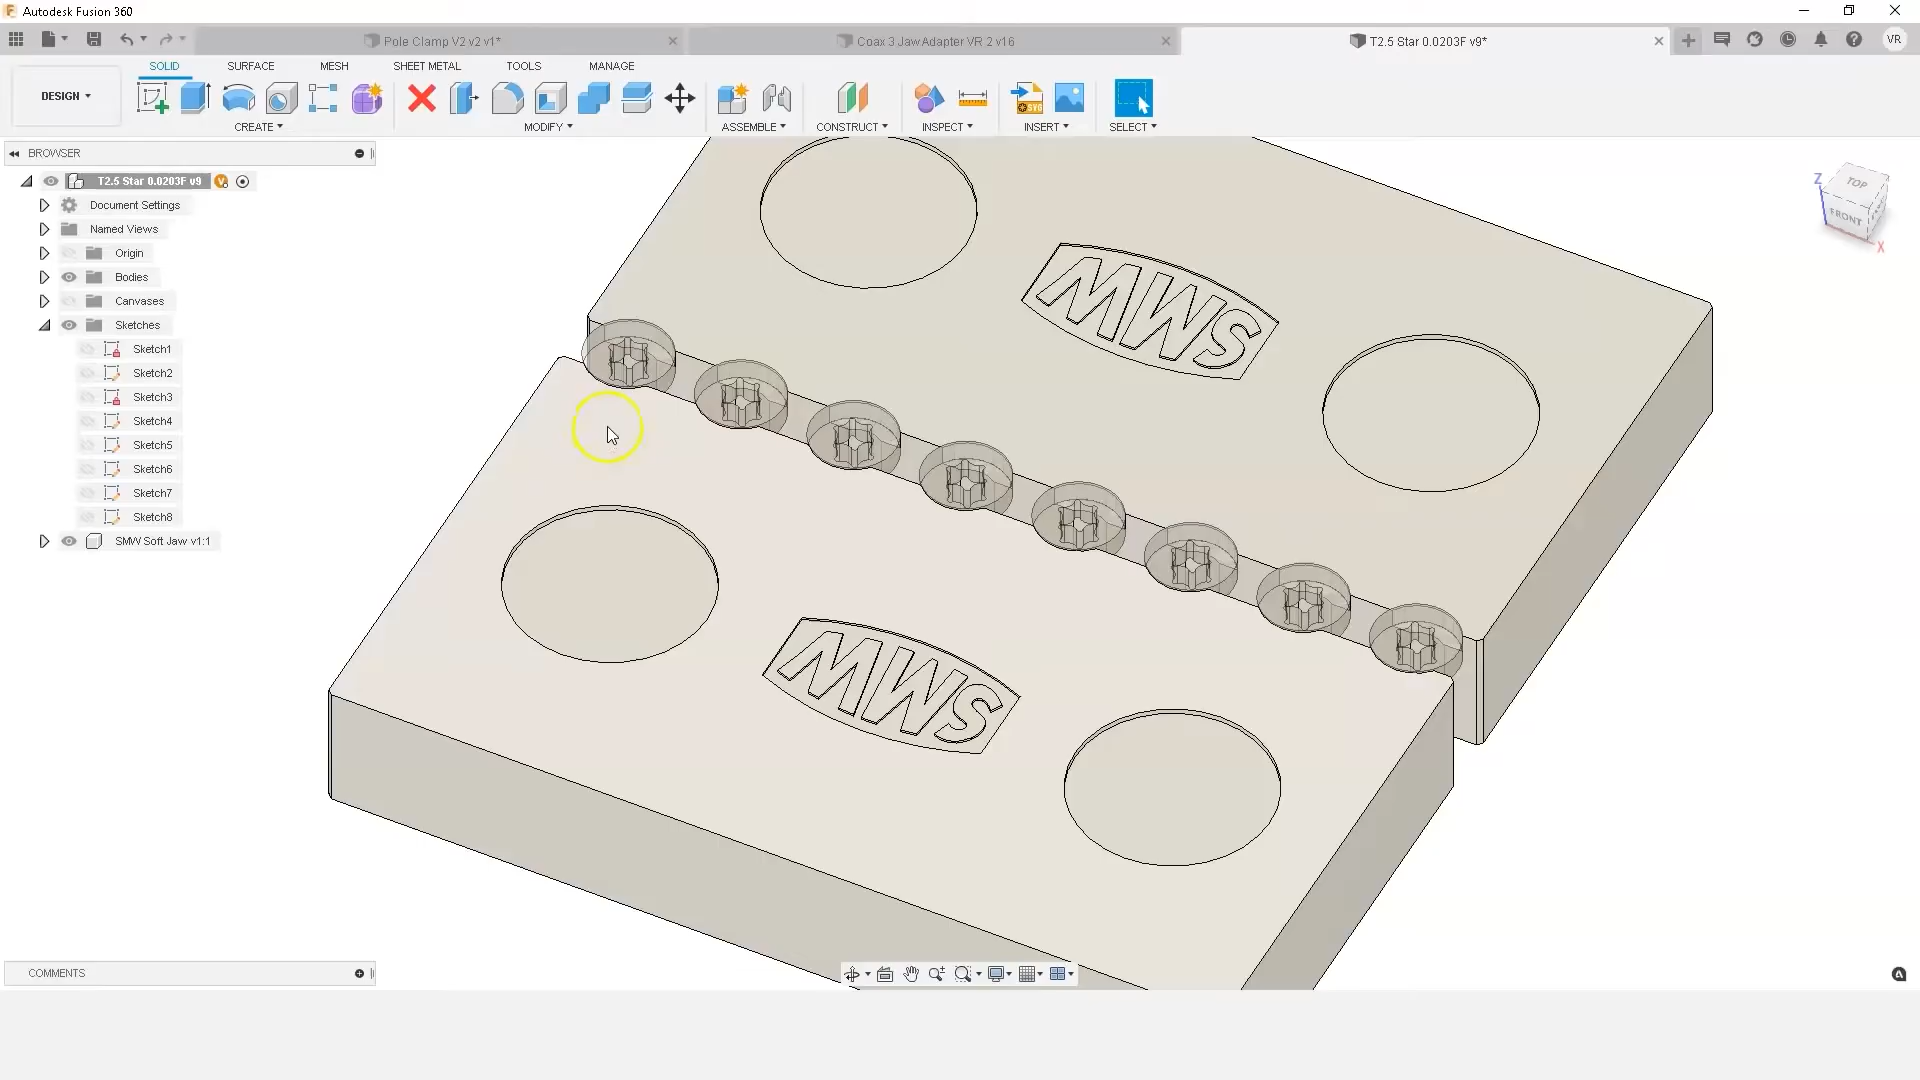 Autodesk Fusion 360
Pole Clamp V2 v2 v1*
Coax 3 Jaw Adapter VR 2 v16
T2.5 Star 0.0203F v9*
VR
DESIGN
SOLID
SURFACE
MESH
SHEET METAL
TOOLS
MANAGE
CREATE
MODIFY
ASSEMBLE
CONSTRUCT
INSPECT
INSERT
SELECT
SVG
BROWSER
T2.5 Star 0.0203F v9
Document Settings
Named Views
Origin
Bodies
Canvases
Sketches
Sketch1
Sketch2
Sketch3
Sketch4
Sketch5
Sketch6
Sketch7
Sketch8
SMW Soft Jaw v1:1
MWS
MWS
Z
TOP
FRONT
X
COMMENTS